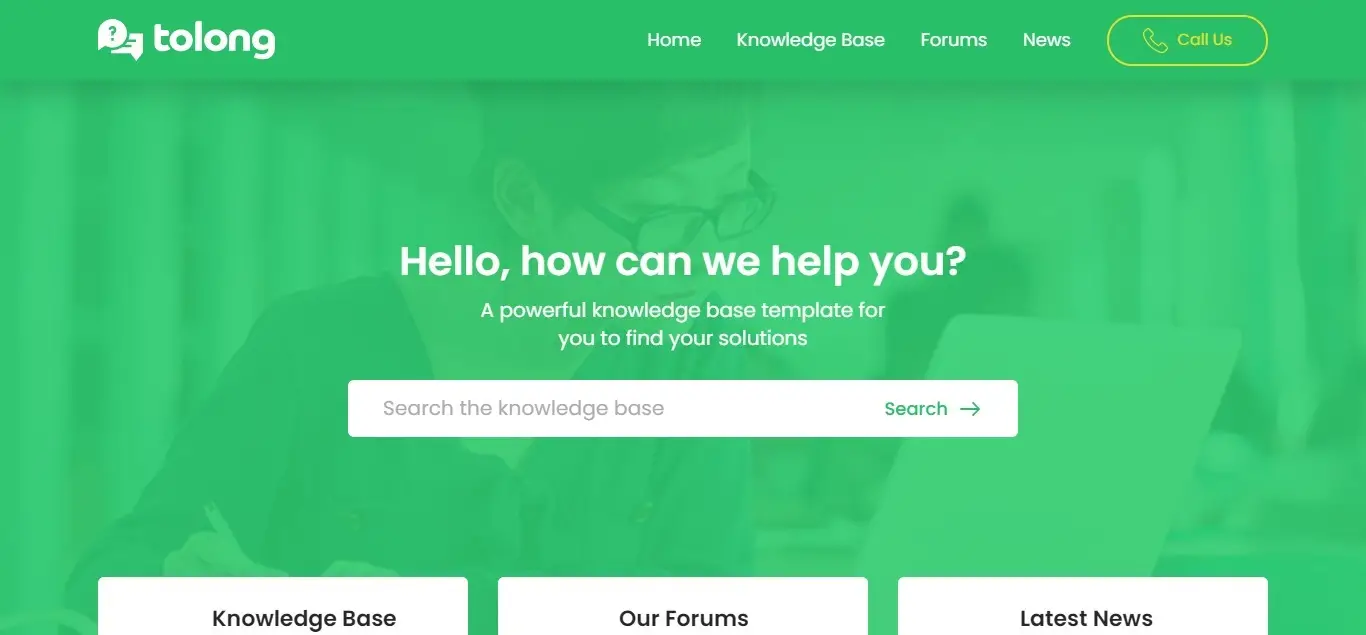 tolong
Home
Knowledge Base
Forums
News
Call Us
Hello, how can we help you?
A powerful knowledge base template for
you to find your solutions
Search the knowledge base
Search
Knowledge Base
Our Forums
Latest News